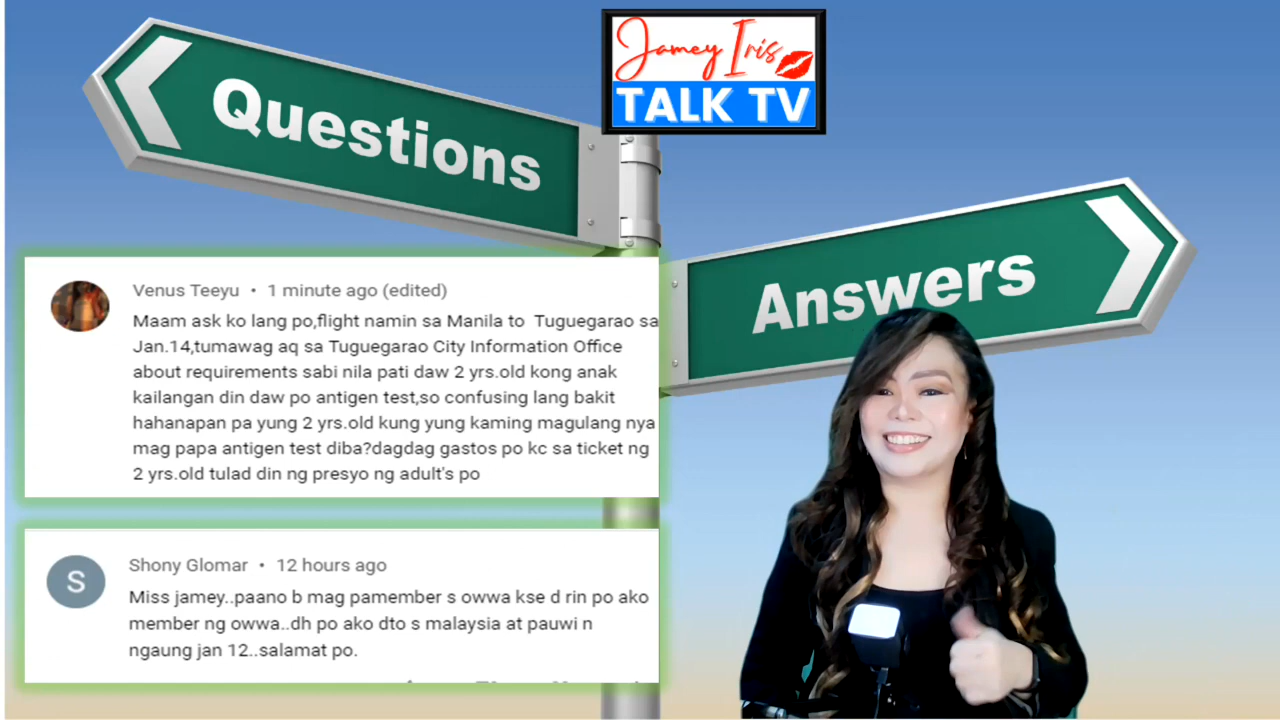 Jamey Iris
TALK TV
Questions
Answers
Venus Teeyu • 1 minute ago (edited)
Maam ask ko lang po,flight namin sa Manila to Tuguegarao sa
Jan.14,tumawag aq sa Tuguegarao City Information Office
about requirements sabi nila pati daw 2 yrs.old kong anak
kailangan din daw po antigen test,so confusing lang bakit
hahanapan pa yung 2 yrs.old kung yung kaming magulang nya
mag papa antigen test diba?dagdag gastos po kc sa ticket ng
2 yrs.old tulad din ng presyo ng adult's po
S
Shony Glomar • 12 hours ago
Miss jamey..paano b mag pamember s owwa kse d rin po ako
member ng owwa..dh po ako dto s malaysia at pauwi n
ngaung jan 12..salamat po.